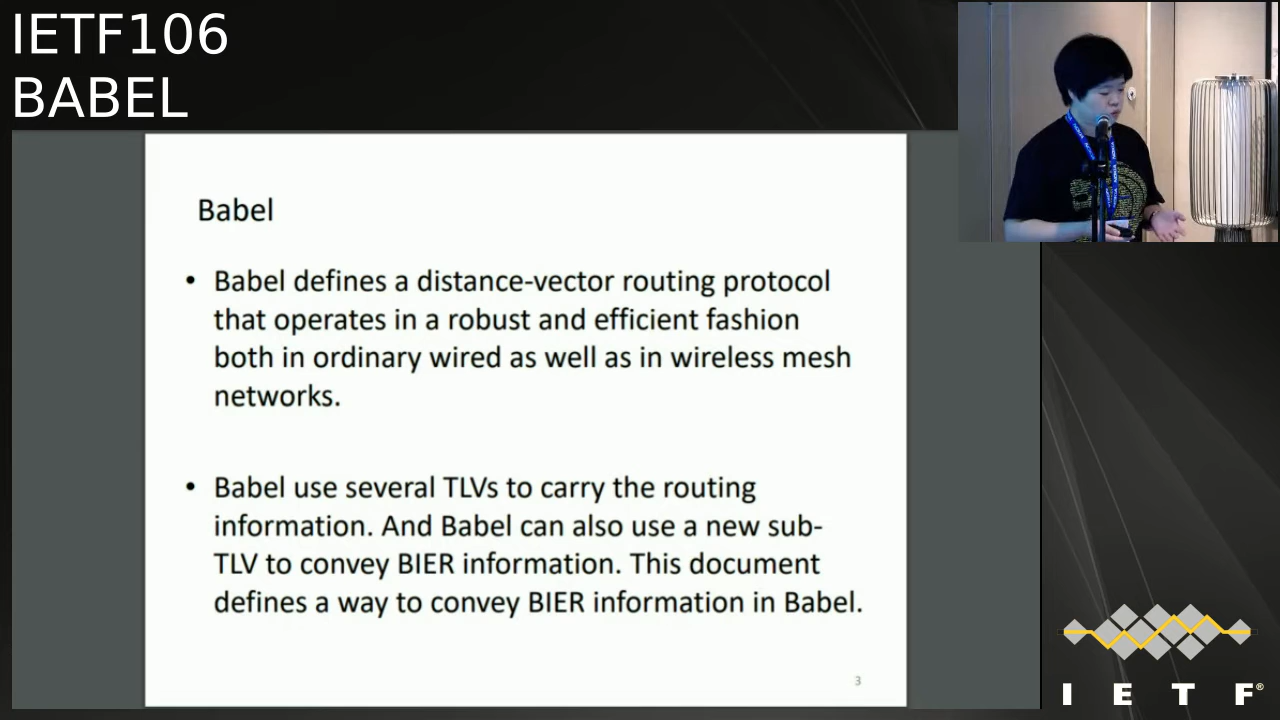 IETF106
BABEL
Babel
• Babel defines a distance-vector routing protocol
that operates in a robust and efficient fashion
both in ordinary wired as well as in wireless mesh
networks.
• Babel use several TLVs to carry the routing
information. And Babel can also use a new sub-
TLV to convey BIER information. This document
defines a way to convey BIER information in Babel.
3
I E T F®